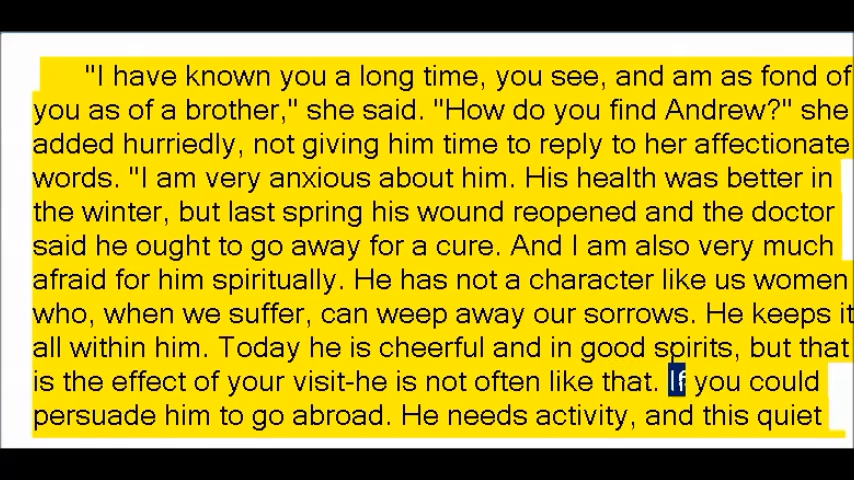 "I have known you a long time, you see, and am as fond of
you as of a brother," she said. "How do you find Andrew?" she
added hurriedly, not giving him time to reply to her affectionate
words. "I am very anxious about him. His health was better in
the winter, but last spring his wound reopened and the doctor
said he ought to go away for a cure. And I am also very much
afraid for him spiritually. He has not a character like us women
who, when we suffer, can weep away our sorrows. He keeps it
all within him. Today he is cheerful and in good spirits, but that
is the effect of your visit-he is not often like that. If you could
persuade him to go abroad. He needs activity, and this quiet